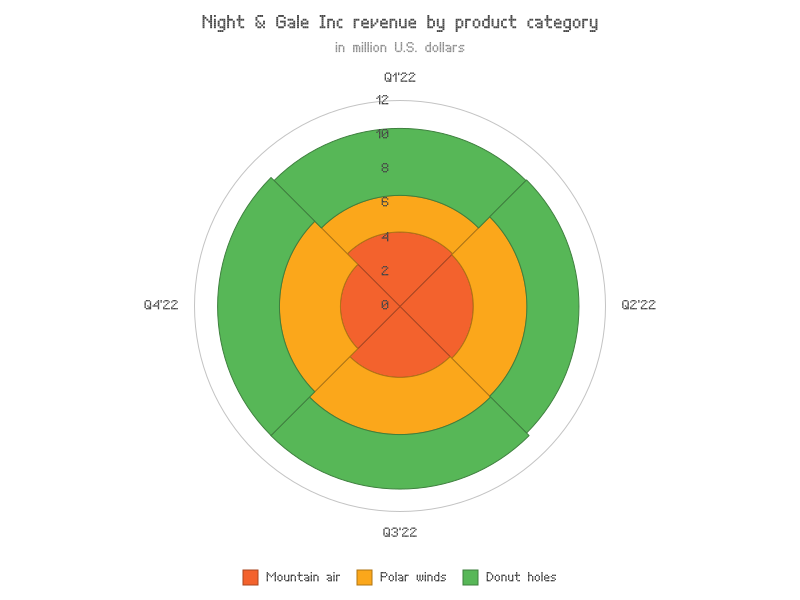 Night & Gale Inc revenue by product category
in million U.S. dollars
Q1'22
12
10
8
6
4
2
0
Q4'22
Q2'22
Q3'22
Mountain air
Polar winds
Donut holes